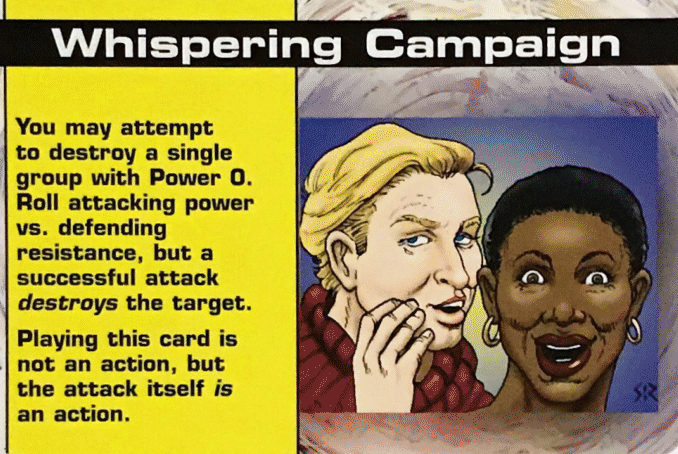 Whispering Campaign
You may attempt
to destroy a single
group with Power 0.
Roll attacking power
vs. defending
resistance, but a
successful attack
destroys the target.
Playing this card is
not an action, but
the attack itself is
an action.
SR